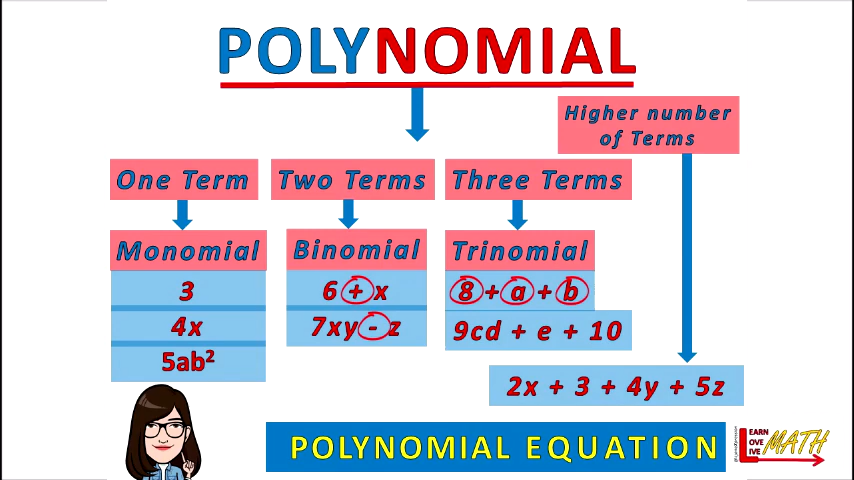 POLYNOMIAL
Higher number
of Terms
One Term
Two Terms
Three Terms
Monomial
Binomial
Trinomial
3
6 + x
8 + a + b
4x
7xy - z
9cd + e + 10
5ab²
2x + 3 + 4y + 5z
POLYNOMIAL EQUATION
LEARN
LOVE
LIVE
MATH